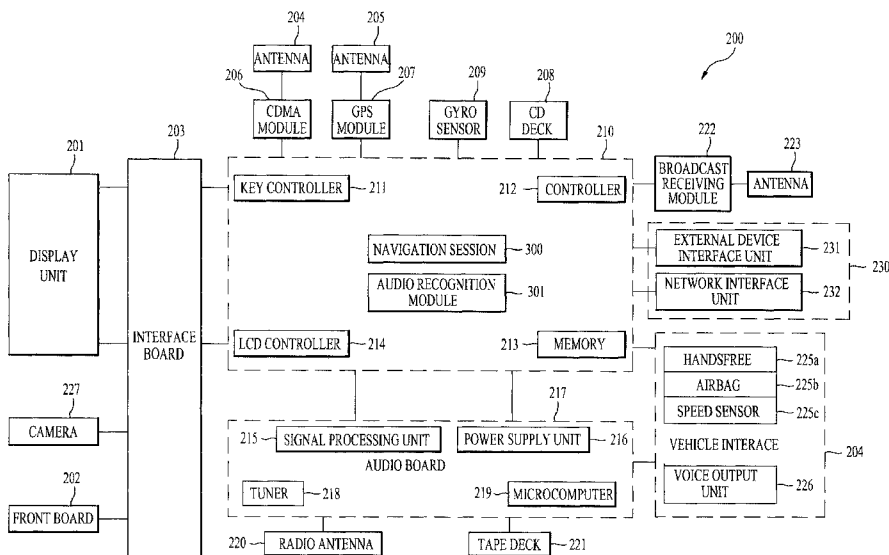 204
205
200
ANTENNA
ANTENNA
206
207
209
208
CDMA
MODULE
GPS
MODULE
GYRO
SENSOR
CD
DECK
210
222
223
201
203
BROADCAST
RECEIVING
MODULE
ANTENNA
KEY CONTROLLER
211
212
CONTROLLER
DISPLAY
UNIT
NAVIGATION SESSION
300
AUDIO RECOGNITION
MODULE
301
EXTERNAL DEVICE
INTERFACE UNIT
231
230
NETWORK INTERFACE
UNIT
232
INTERFACE
BOARD
LCD CONTROLLER
214
213
MEMORY
HANDSFREE
225a
AIRBAG
225b
SPEED SENSOR
225c
VEHICLE INTERACE
204
VOICE OUTPUT
UNIT
226
227
CAMERA
217
215
SIGNAL PROCESSING UNIT
POWER SUPPLY UNIT
216
AUDIO BOARD
202
FRONT BOARD
TUNER
218
219
MICROCOMPUTER
220
RADIO ANTENNA
TAPE DECK
221